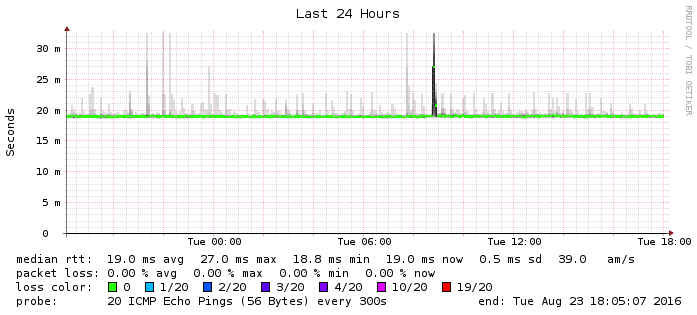 Last 24 Hours
RRDTOOL / TOBI OETIKER
Seconds
30 m
25 m
20 m
15 m
10 m
5 m
0
Tue 00:00 Tue 06:00 Tue 12:00 Tue 18:00
median rtt: 19.0 ms avg 27.0 ms max 18.8 ms min 19.0 ms now 0.5 ms sd 39.0 am/s
packet loss: 0.00 % avg 0.00 % max 0.00 % min 0.00 % now
loss color: 0 1/20 2/20 3/20 4/20 10/20 19/20
probe: 20 ICMP Echo Pings (56 Bytes) every 300s end: Tue Aug 23 18:05:07 2016